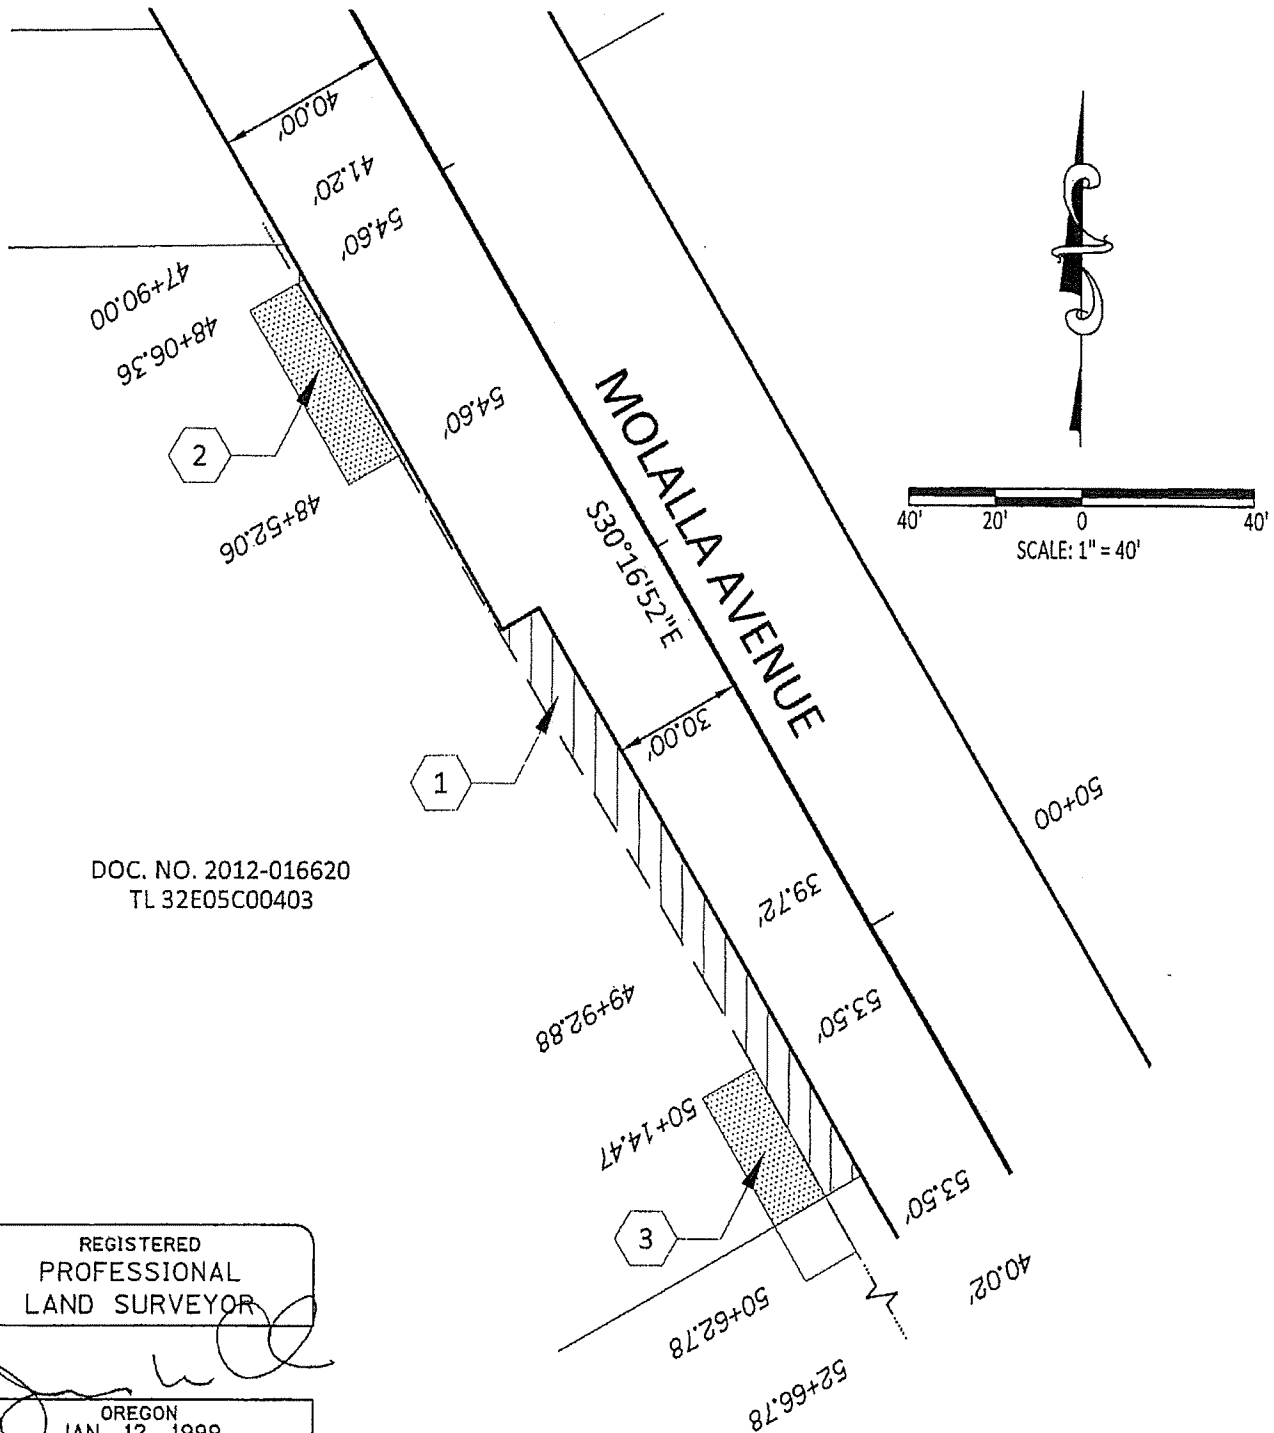 40.00'
41.20'
54.60'
47+90.00
48+06.36
54.60'
2
48+52.06
MOLALLA AVENUE
S30°16'52"E
40'
20'
0
40'
SCALE: 1" = 40'
30.00'
1
50+00
DOC. NO. 2012-016620
TL 32E05C00403
39.72'
49+92.88
53.50'
50+14.47
3
53.50'
40.02'
50+62.78
52+66.78
REGISTERED
PROFESSIONAL
LAND SURVEYOR
OREGON
JAN. 12, 1999